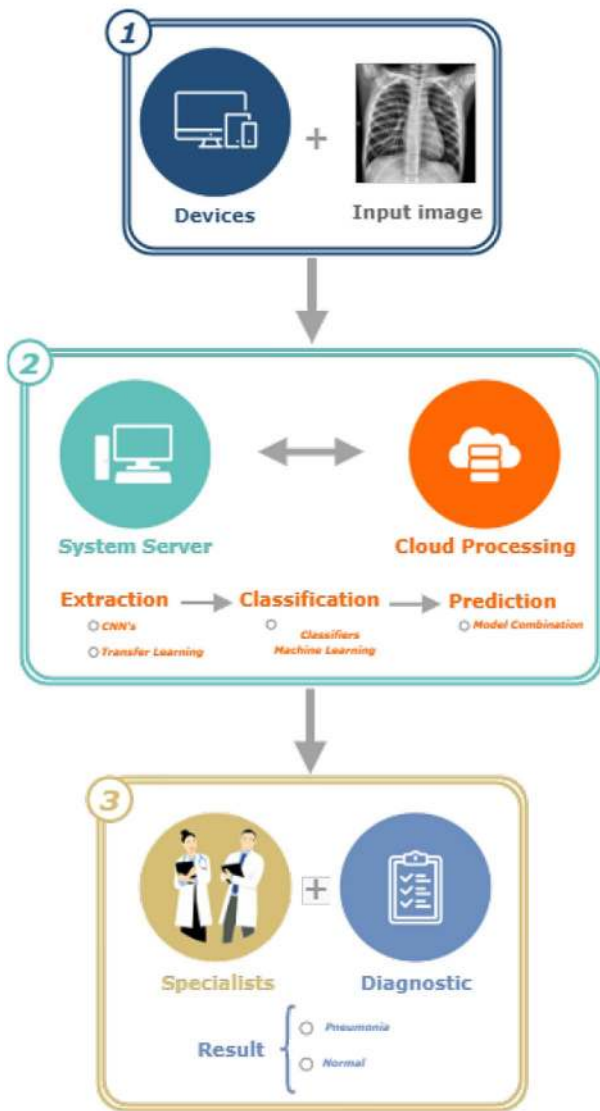 1
Devices
+
Input image
2
System Server
Cloud Processing
Extraction
Classification
Prediction
CNN's
Transfer Learning
Classifiers
Machine Learning
Model Combination
3
+
Specialists
Diagnostic
Result
Pneumonia
Normal